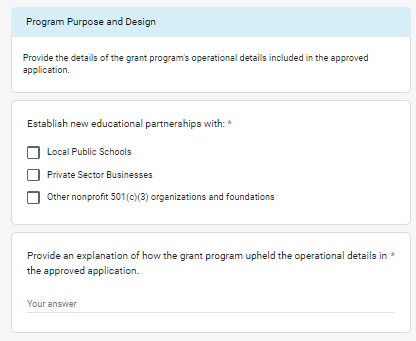 Program Purpose and Design
Provide the details of the grant program's operational details included in the approved
application.
Establish new educational partnerships with: *
Local Public Schools
Private Sector Businesses
Other nonprofit 501(c)(3) organizations and foundations
Provide an explanation of how the grant program upheld the operational details in *
the approved application.
Your answer